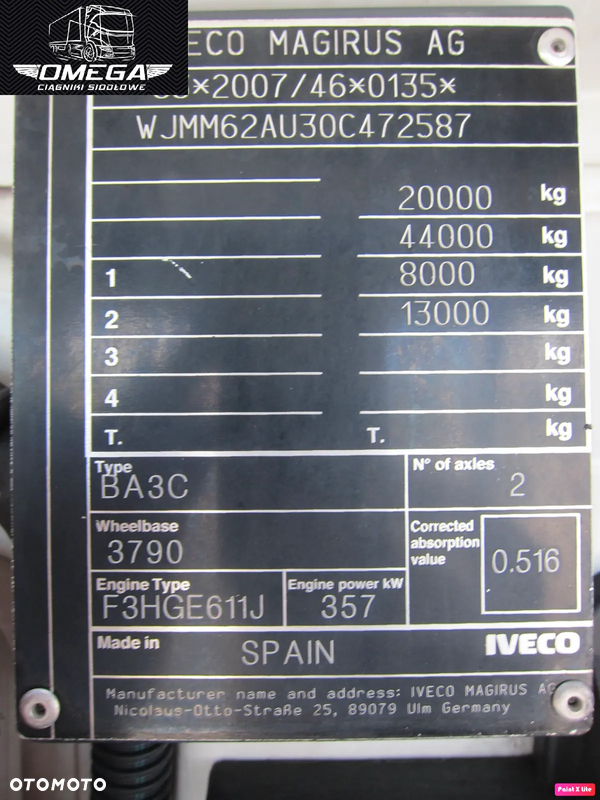 OMEGA
CIĄGNIKI SIODŁOWE
VECO MAGIRUS AG
*2007/46*0135*
WJMM62AU30C472587
20000 kg
44000 kg
1 8000 kg
2 13000 kg
3 kg
4 kg
T. T. kg
Type
BA3C
N° of axles
2
Wheelbase
3790
Corrected absorption value
0.516
Engine Type
F3HGE611J
Engine power kW
357
Made in
SPAIN
IVECO
Manufacturer name and address: IVECO MAGIRUS AG
Nicolaus-Otto-Straße 25, 89079 Ulm Germany
OTOMOTO
Point X lite